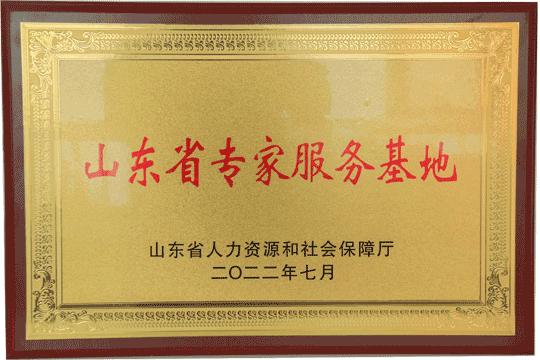 山东省专家服务基地
山东省人力资源和社会保障厅
二〇二二年七月